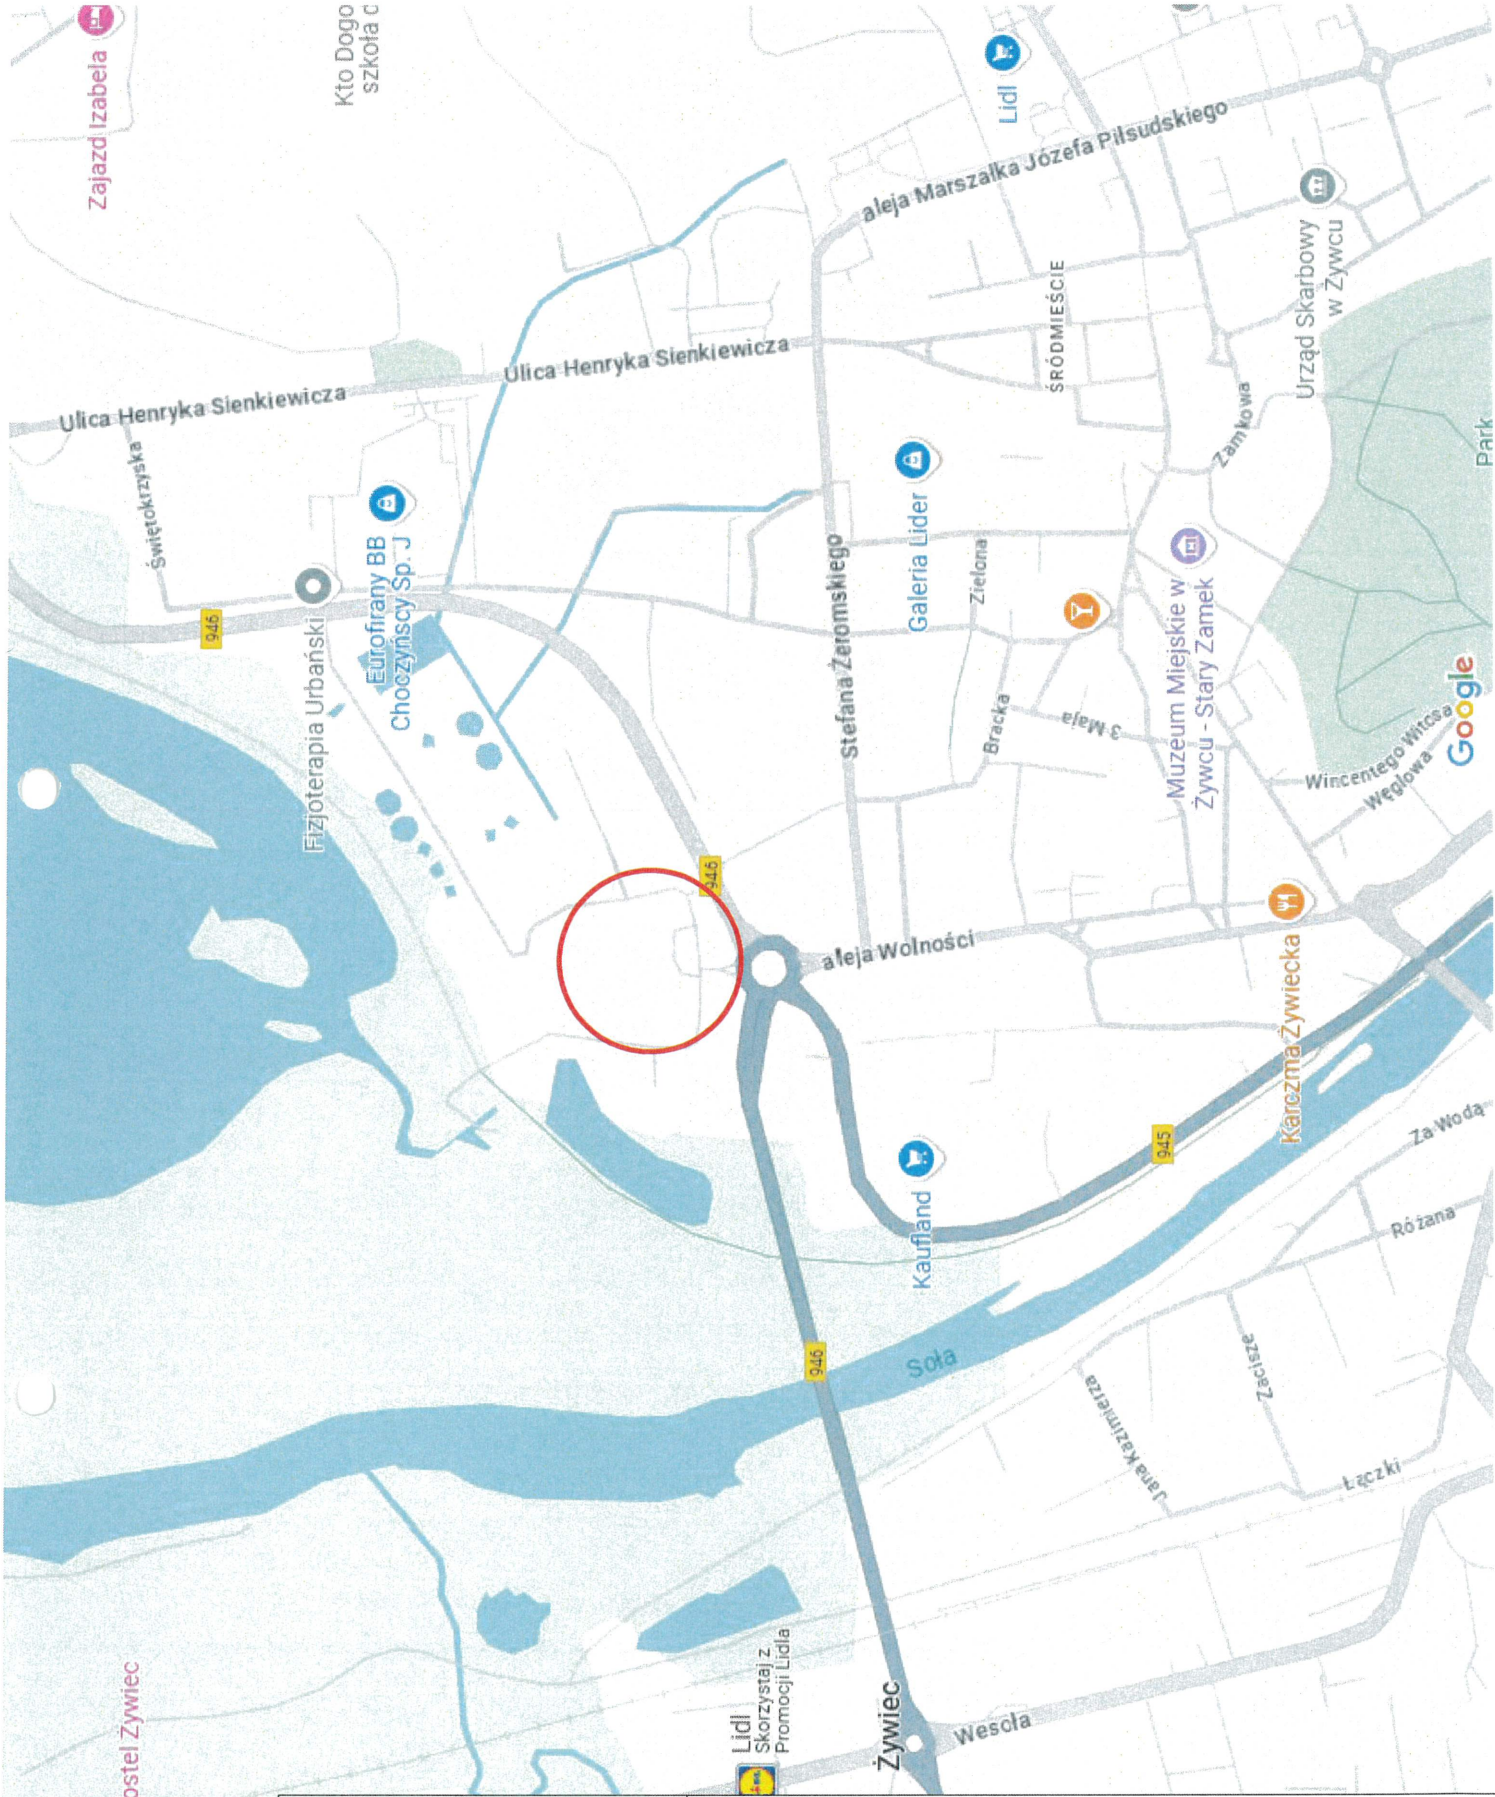 Zajazd Izabela
ostel Żywiec
Świętokrzyska
946
Ulica Henryka Sienkiewicza
Fizjoterapia Urbański
Kto Dogo
szkoła c
Eurofirany BB
Choczyńscy Sp. J
Ulica Henryka Sienkiewicza
946
Lidl
Skorzystaj z
Promocji Lidla
946
Stefana Żeromskiego
aleja Wolności
aleja Marszałka Józefa Piłsudskiego
Żywiec
Kaufland
Galeria Lider
Soła
Wesoła
Zielona
Bracka
Lidl
ŚRÓDMIEŚCIE
3 Maja
Jana Kazimierza
945
Muzeum Miejskie w
Żywcu - Stary Zamek
Zamkowa
Zacisze
Karczma Żywiecka
Urząd Skarbowy
w Żywcu
Wincentego Witosa
Węglowa
Łączki
Różana
Za Wodą
Google
Park